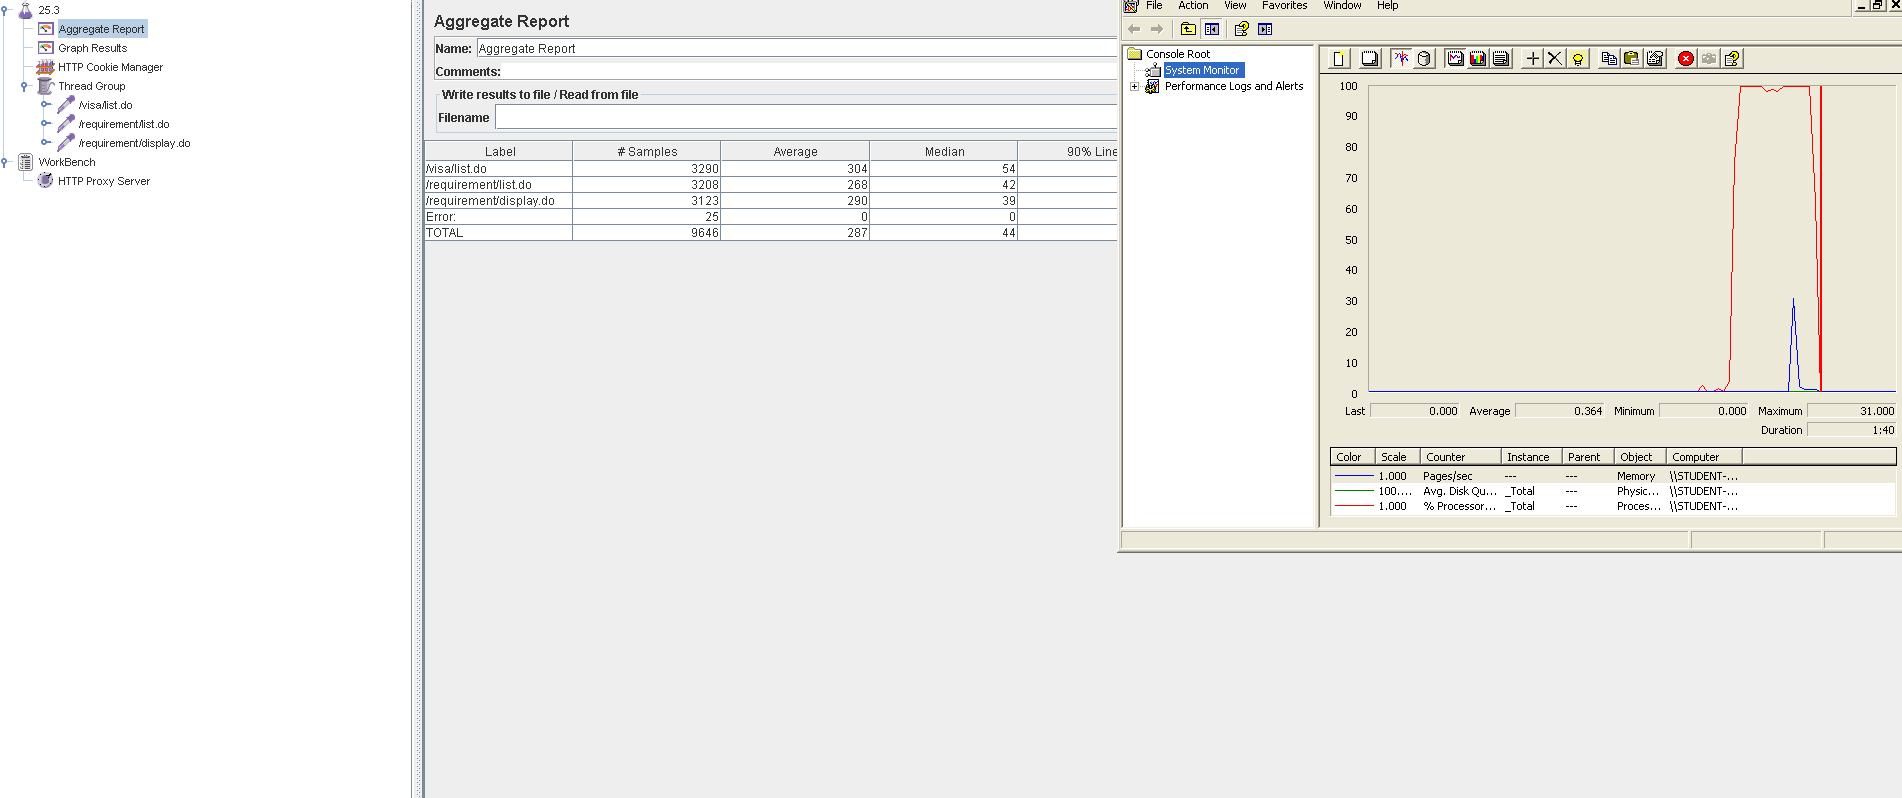 25.3
Aggregate Report
Graph Results
HTTP Cookie Manager
Thread Group
/visa/list.do
/requirement/list.do
/requirement/display.do
WorkBench
HTTP Proxy Server
Aggregate Report
Name: Aggregate Report
Comments:
Write results to file / Read from file
Filename
Label # Samples Average Median 90% Line
/visa/list.do 3290 304 54
/requirement/list.do 3208 268 42
/requirement/display.do 3123 290 39
Error: 25 0 0
TOTAL 9646 287 44
File Action View Favorites Window Help
Console Root
System Monitor
Performance Logs and Alerts
100
90
80
70
60
50
40
30
20
10
0
Last 0.000 Average 0.364 Minimum 0.000 Maximum 31.000
Duration 1:40
Color Scale Counter Instance Parent Object Computer
1.000 Pages/sec --- --- Memory \\STUDENT-...
100.... Avg. Disk Qu... _Total --- Physic... \\STUDENT-...
1.000 % Processor... _Total --- Proces... \\STUDENT-...